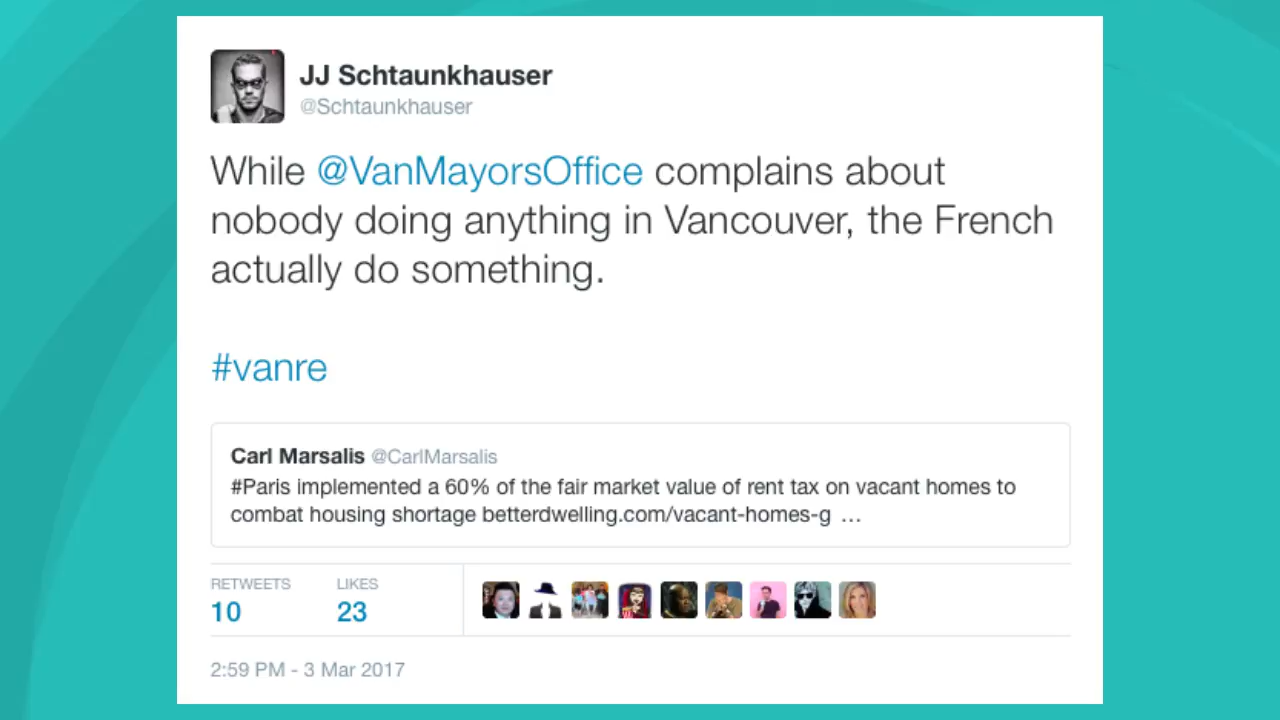 JJ Schtaunkhauser
@Schtaunkhauser
While @VanMayorsOffice complains about
nobody doing anything in Vancouver, the French
actually do something.
#vanre
Carl Marsalis @CarlMarsalis
#Paris implemented a 60% of the fair market value of rent tax on vacant homes to
combat housing shortage betterdwelling.com/vacant-homes-g …
RETWEETS LIKES
10 23
2:59 PM - 3 Mar 2017